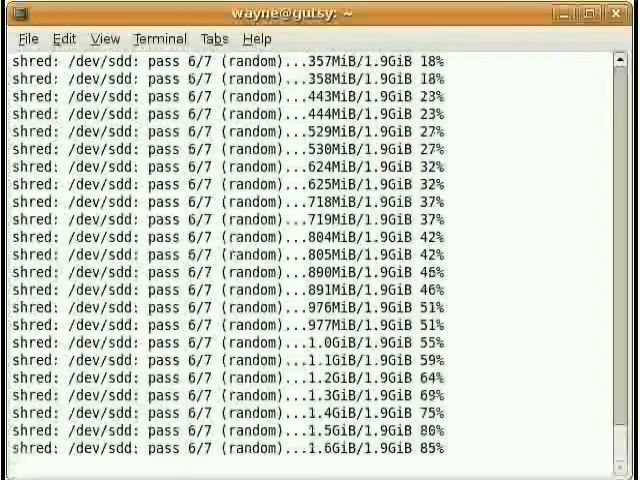 wayne@gutsy: ~
File Edit View Terminal Tabs Help
shred: /dev/sdd: pass 6/7 (random)...357MiB/1.9GiB 18%
shred: /dev/sdd: pass 6/7 (random)...358MiB/1.9GiB 18%
shred: /dev/sdd: pass 6/7 (random)...443MiB/1.9GiB 23%
shred: /dev/sdd: pass 6/7 (random)...444MiB/1.9GiB 23%
shred: /dev/sdd: pass 6/7 (random)...529MiB/1.9GiB 27%
shred: /dev/sdd: pass 6/7 (random)...530MiB/1.9GiB 27%
shred: /dev/sdd: pass 6/7 (random)...624MiB/1.9GiB 32%
shred: /dev/sdd: pass 6/7 (random)...625MiB/1.9GiB 32%
shred: /dev/sdd: pass 6/7 (random)...718MiB/1.9GiB 37%
shred: /dev/sdd: pass 6/7 (random)...719MiB/1.9GiB 37%
shred: /dev/sdd: pass 6/7 (random)...804MiB/1.9GiB 42%
shred: /dev/sdd: pass 6/7 (random)...805MiB/1.9GiB 42%
shred: /dev/sdd: pass 6/7 (random)...890MiB/1.9GiB 46%
shred: /dev/sdd: pass 6/7 (random)...891MiB/1.9GiB 46%
shred: /dev/sdd: pass 6/7 (random)...976MiB/1.9GiB 51%
shred: /dev/sdd: pass 6/7 (random)...977MiB/1.9GiB 51%
shred: /dev/sdd: pass 6/7 (random)...1.0GiB/1.9GiB 55%
shred: /dev/sdd: pass 6/7 (random)...1.1GiB/1.9GiB 59%
shred: /dev/sdd: pass 6/7 (random)...1.2GiB/1.9GiB 64%
shred: /dev/sdd: pass 6/7 (random)...1.3GiB/1.9GiB 69%
shred: /dev/sdd: pass 6/7 (random)...1.4GiB/1.9GiB 75%
shred: /dev/sdd: pass 6/7 (random)...1.5GiB/1.9GiB 80%
shred: /dev/sdd: pass 6/7 (random)...1.6GiB/1.9GiB 85%